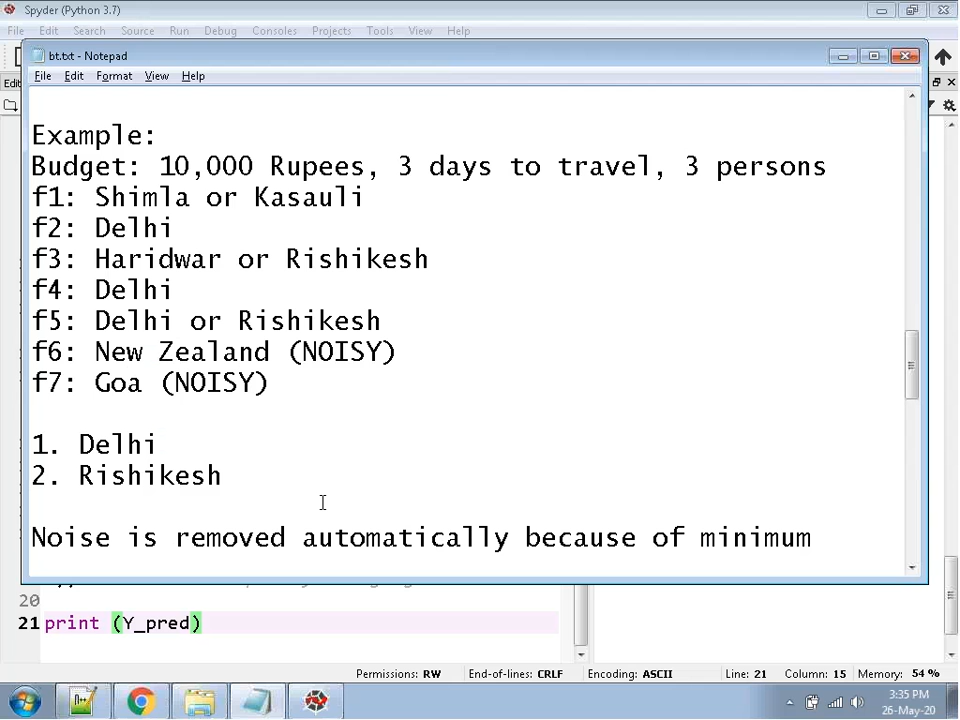 Spyder (Python 3.7)
File Edit Search Source Run Debug Consoles Projects Tools View Help
bt.txt - Notepad
File Edit Format View Help
Example:
Budget: 10,000 Rupees, 3 days to travel, 3 persons
f1: Shimla or Kasauli
f2: Delhi
f3: Haridwar or Rishikesh
f4: Delhi
f5: Delhi or Rishikesh
f6: New Zealand (NOISY)
f7: Goa (NOISY)
1. Delhi
2. Rishikesh
Noise is removed automatically because of minimum
20
21 print (Y_pred)
Permissions: RW End-of-lines: CRLF Encoding: ASCII Line: 21 Column: 15 Memory: 54 %
3:35 PM
26-May-20